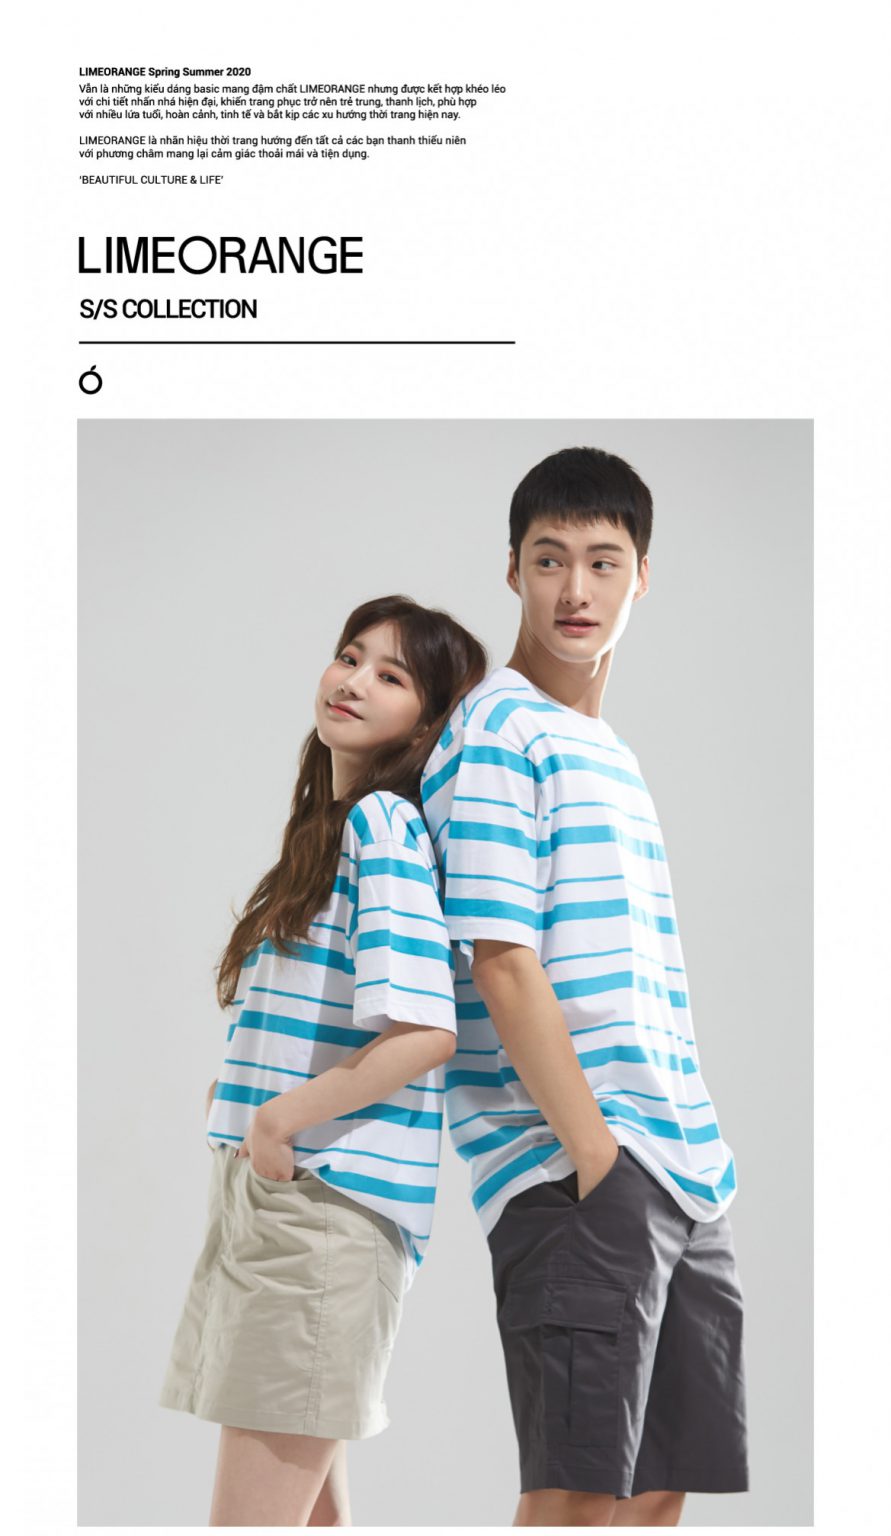 LIMEORANGE Spring Summer 2020
Vẫn là những kiểu dáng basic mang đậm chất LIMEORANGE nhưng được kết hợp khéo léo
với chi tiết nhấn nhá hiện đại, khiến trang phục trở nên trẻ trung, thanh lịch, phù hợp
với nhiều lứa tuổi, hoàn cảnh, tinh tế và bắt kịp các xu hướng thời trang hiện nay.
LIMEORANGE là nhãn hiệu thời trang hướng đến tất cả các bạn thanh thiếu niên
với phương châm mang lại cảm giác thoải mái và tiện dụng.
‘BEAUTIFUL CULTURE & LIFE’
LIMEORANGE
S/S COLLECTION